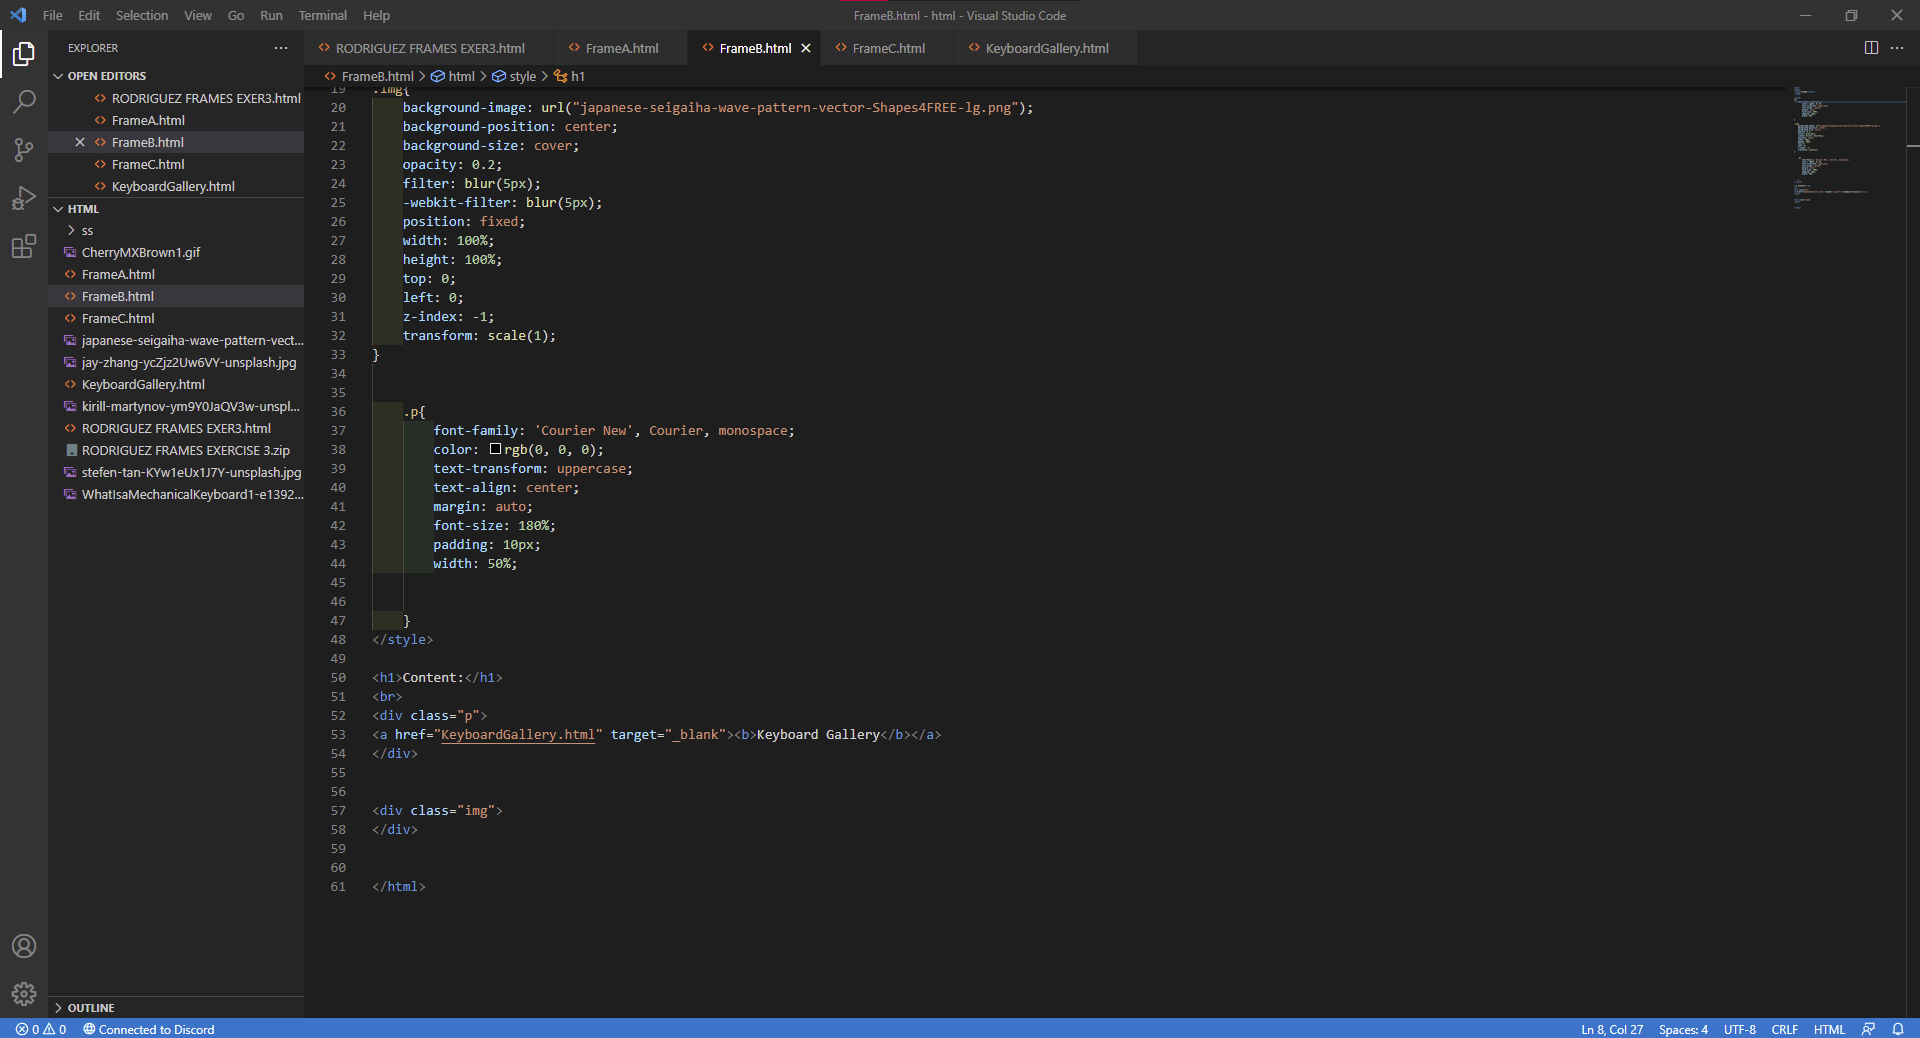 File Edit Selection View Go Run Terminal Help
FrameB.html - html - Visual Studio Code
EXPLORER
OPEN EDITORS
RODRIGUEZ FRAMES EXER3.html
FrameA.html
FrameB.html
FrameC.html
KeyboardGallery.html
HTML
ss
CherryMXBrown1.gif
FrameA.html
FrameB.html
FrameC.html
japanese-seigaiha-wave-pattern-vect...
jay-zhang-ycZjz2Uw6VY-unsplash.jpg
KeyboardGallery.html
kirill-martynov-ym9Y0JaQV3w-unspl...
RODRIGUEZ FRAMES EXER3.html
RODRIGUEZ FRAMES EXERCISE 3.zip
stefen-tan-KYw1eUx1J7Y-unsplash.jpg
WhatIsaMechanicalKeyboard1-e1392...
OUTLINE
RODRIGUEZ FRAMES EXER3.html FrameA.html FrameB.html FrameC.html KeyboardGallery.html
FrameB.html > html > style > h1
19 .img{
20 background-image: url("japanese-seigaiha-wave-pattern-vector-Shapes4FREE-lg.png");
21 background-position: center;
22 background-size: cover;
23 opacity: 0.2;
24 filter: blur(5px);
25 -webkit-filter: blur(5px);
26 position: fixed;
27 width: 100%;
28 height: 100%;
29 top: 0;
30 left: 0;
31 z-index: -1;
32 transform: scale(1);
33 }
34
35
36 .p{
37 font-family: 'Courier New', Courier, monospace;
38 color: rgb(0, 0, 0);
39 text-transform: uppercase;
40 text-align: center;
41 margin: auto;
42 font-size: 180%;
43 padding: 10px;
44 width: 50%;
45
46
47 }
48 </style>
49
50 <h1>Content:</h1>
51 <br>
52 <div class="p">
53 <a href="KeyboardGallery.html" target="_blank"><b>Keyboard Gallery</b></a>
54 </div>
55
56
57 <div class="img">
58 </div>
59
60
61 </html>
0 0 Connected to Discord
Ln 8, Col 27 Spaces: 4 UTF-8 CRLF HTML